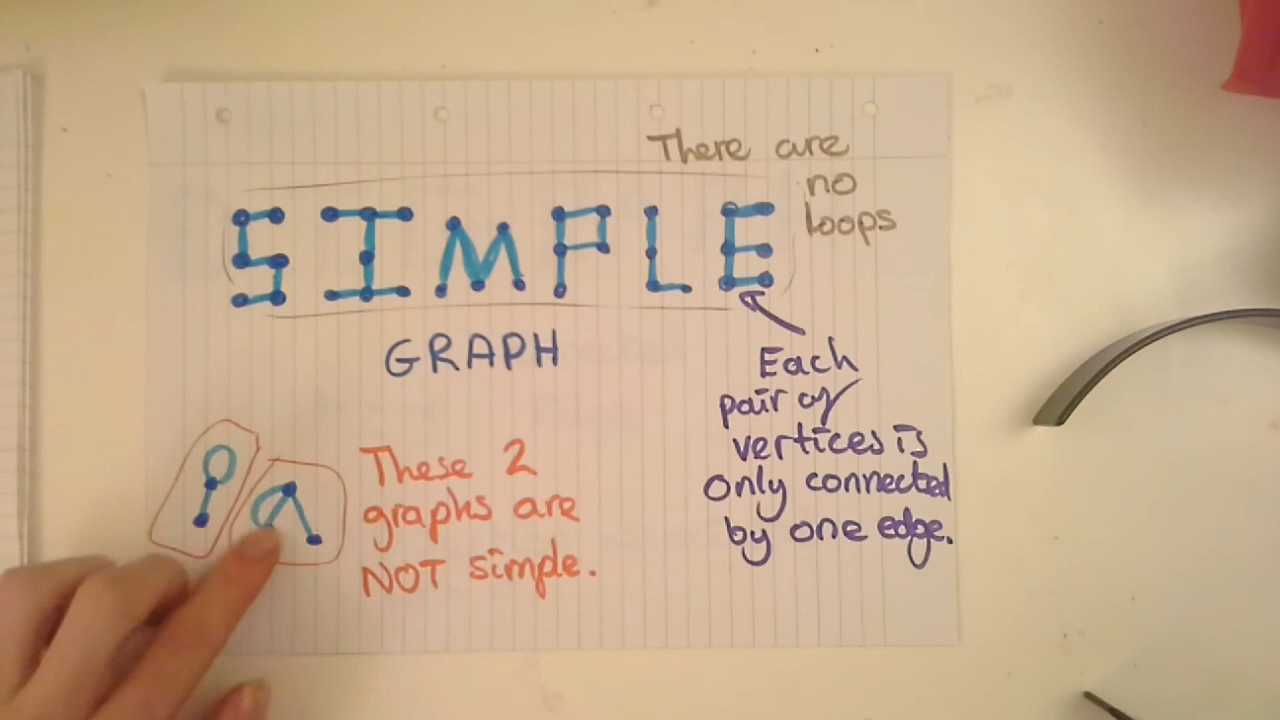 There are
no
loops
SIMPLE
GRAPH
Each
pair of
vertices is
only connected
by one edge.
These 2
graphs are
NOT simple.